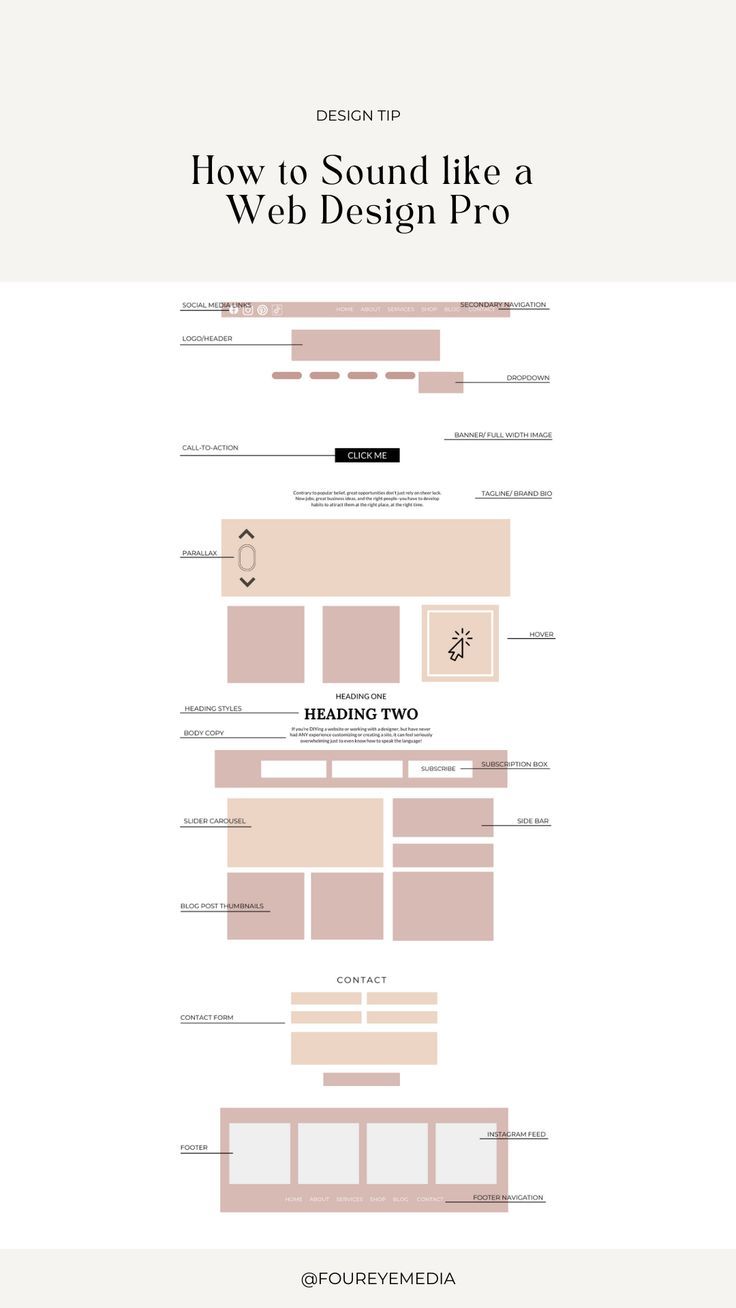 DESIGN TIP
How to Sound like a
Web Design Pro
SOCIAL MEDIA LINKS
HOME ABOUT SERVICES SHOP BLOG CONTACT
SECONDARY NAVIGATION
LOGO/HEADER
DROPDOWN
BANNER/ FULL WIDTH IMAGE
CALL-TO-ACTION
CLICK ME
Contrary to popular belief, great opportunities don't just rely on sheer luck.
New jobs, great business ideas, and the right people-you have to develop
habits to attract them at the right place, at the right time.
TAGLINE/ BRAND BIO
PARALLAX
HOVER
HEADING ONE
HEADING STYLES
HEADING TWO
BODY COPY
If you're DIYing a website or working with a designer, but have never
had ANY experience customizing or creating a site, it can feel seriously
overwhelming just to even know how to speak the language!
SUBSCRIBE
SUBSCRIPTION BOX
SLIDER CAROUSEL
SIDE BAR
BLOG POST THUMBNAILS
CONTACT
CONTACT FORM
INSTAGRAM FEED
FOOTER
HOME ABOUT SERVICES SHOP BLOG CONTACT
FOOTER NAVIGATION
@FOUREYEMEDIA